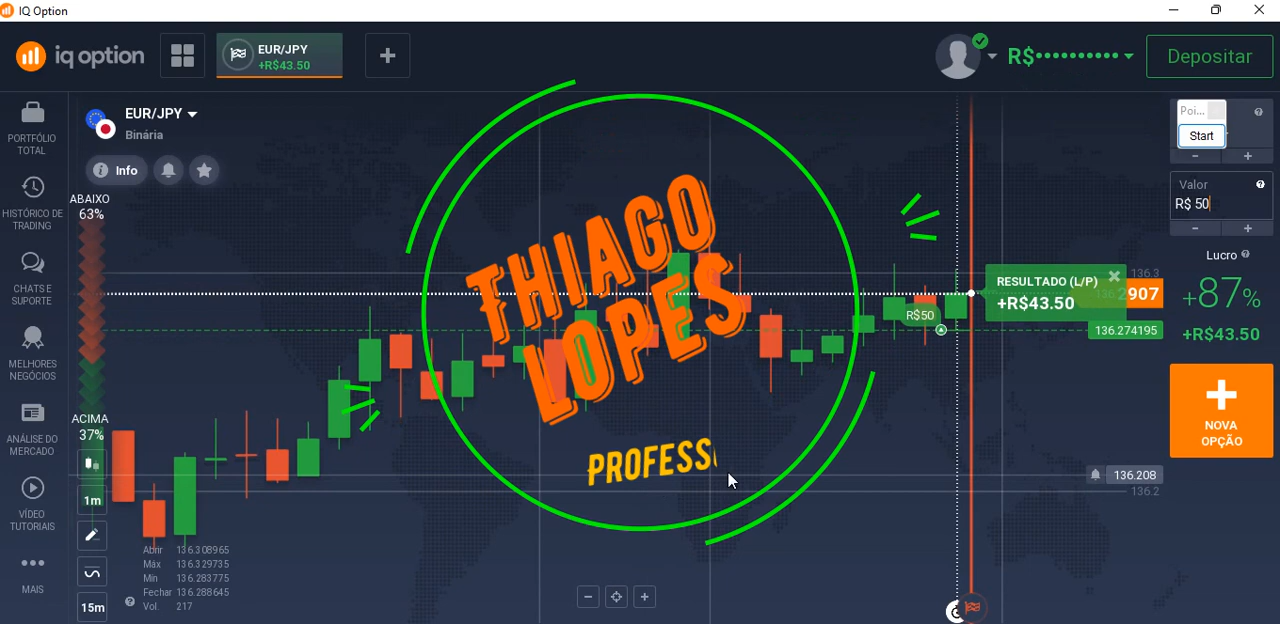 IQ Option
iq option
EUR/JPY
+R$43.50
R$••••••••••
Depositar
PORTFÓLIO
TOTAL
HISTÓRICO DE
TRADING
CHATS E
SUPORTE
MELHORES
NEGÓCIOS
ANÁLISE DO
MERCADO
VÍDEO
TUTORIAIS
MAIS
EUR/JPY
Binária
Info
ABAIXO
63%
ACIMA
37%
1m
15m
Abrir 136.308965
Máx 136.329735
Mín 136.283775
Fechar 136.288645
Vol. 217
THIAGO
LOPES
PROFESS
R$50
RESULTADO (L/P)
+R$43.50
136.3
2907
136.274195
136.208
136.2
Poi...
Start
Valor
R$ 50
Lucro
+87%
+R$43.50
NOVA
OPÇÃO